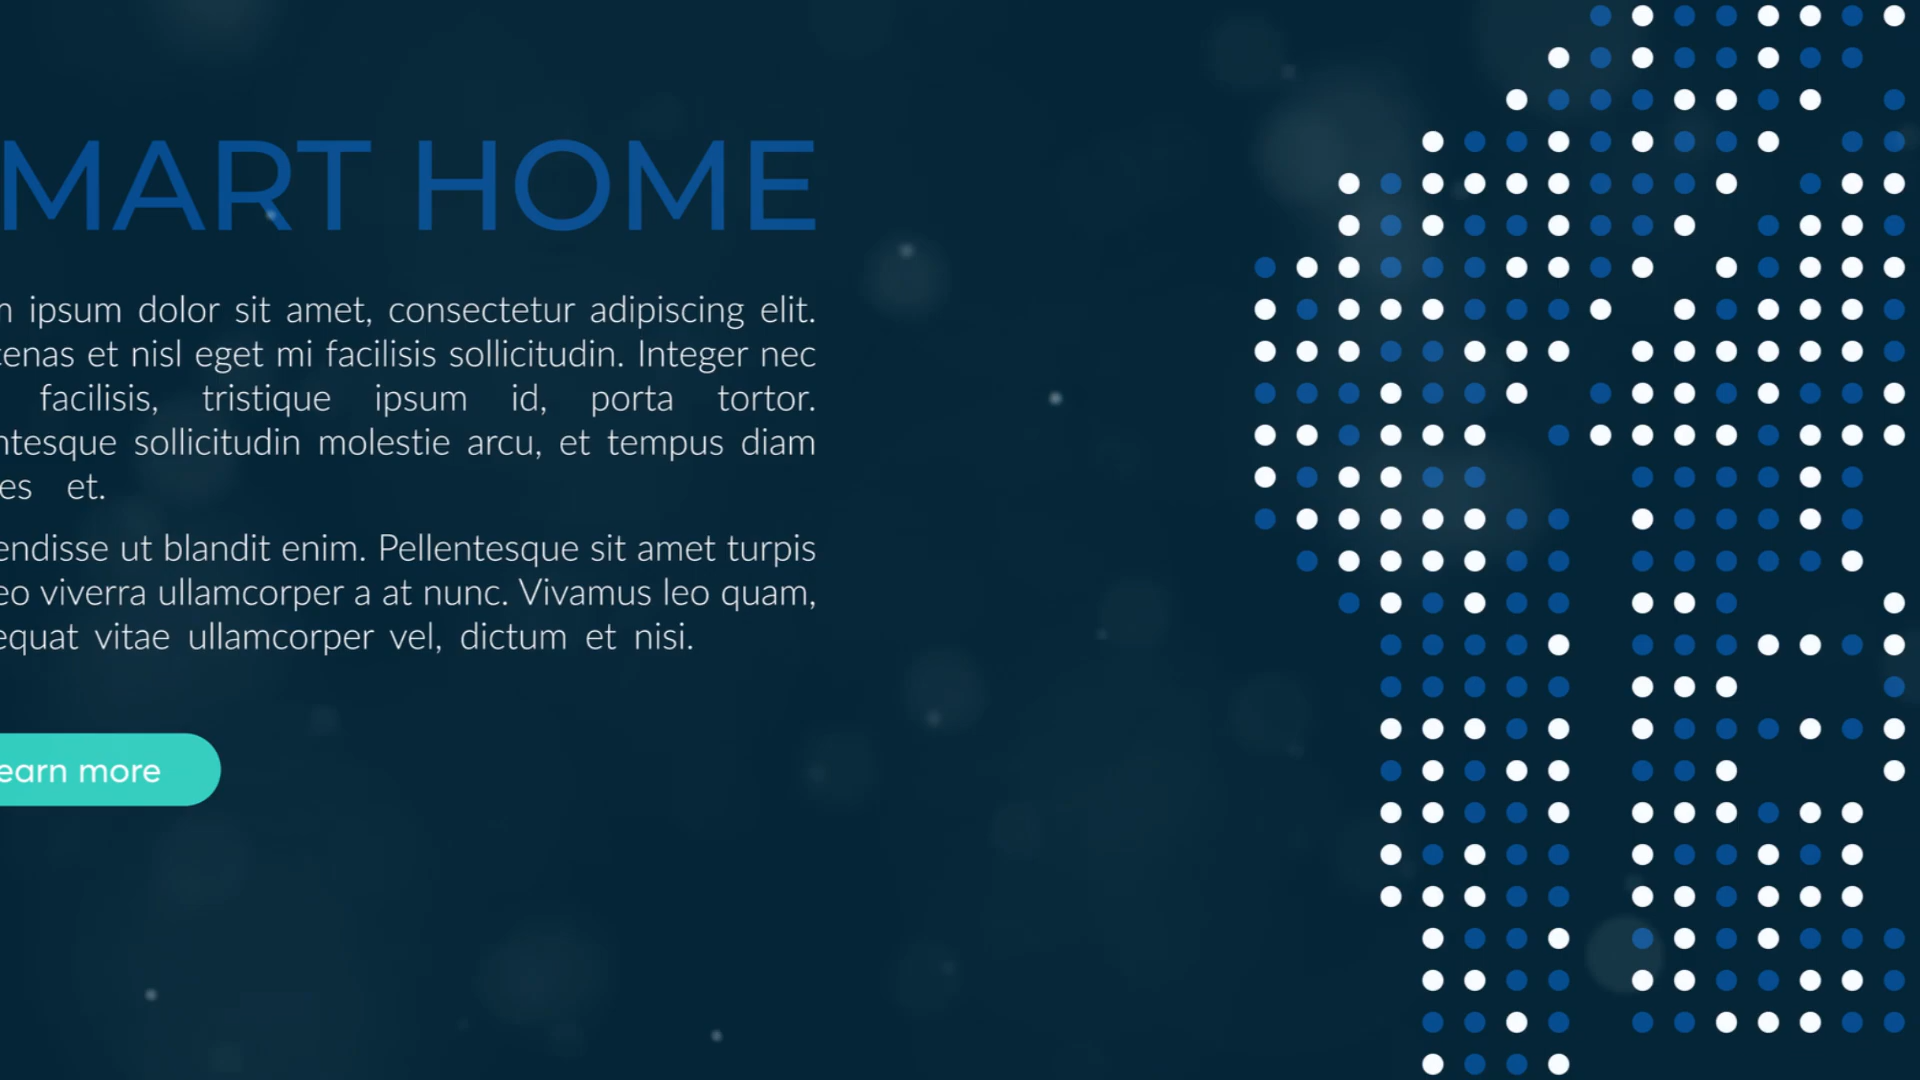 MART HOME
ipsum dolor sit amet, consectetur adipiscing elit.
enas et nisl eget mi facilisis sollicitudin. Integer nec
facilisis, tristique ipsum id, porta tortor.
ntesque sollicitudin molestie arcu, et tempus diam
es et.
endisse ut blandit enim. Pellentesque sit amet turpis
eo viverra ullamcorper a at nunc. Vivamus leo quam,
equat vitae ullamcorper vel, dictum et nisi.
earn more